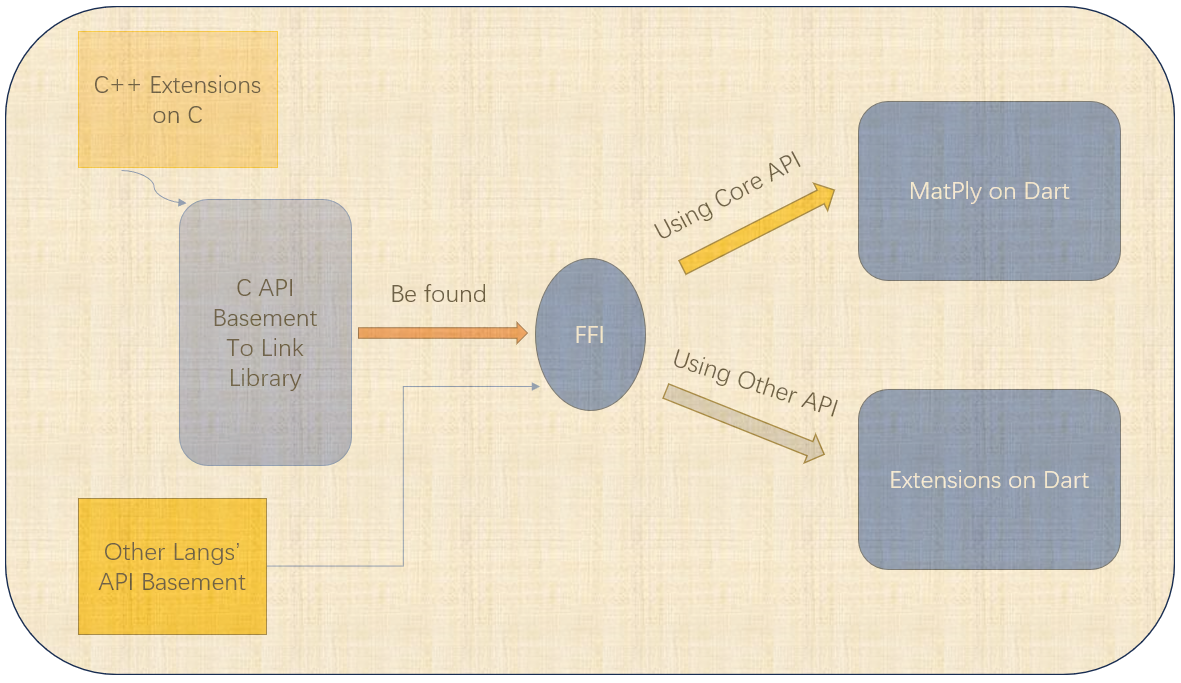 C++ Extensions
on C
C API
Basement
To Link
Library
Be found
FFI
Using Core API
MatPly on Dart
Using Other API
Extensions on Dart
Other Langs’
API Basement